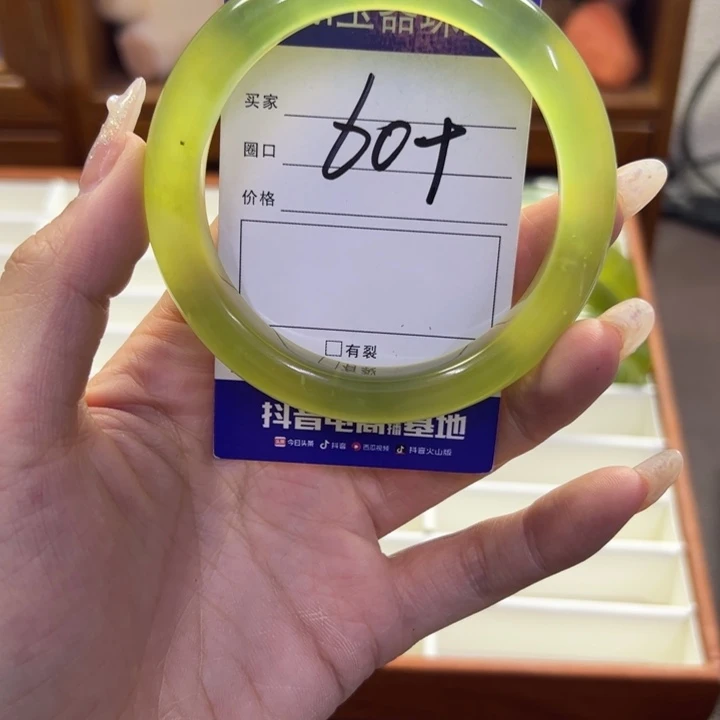 买家
60+
圈口
价格
有裂
抖音电商直播基地
今日头条 抖音 西瓜视频 抖音火山版